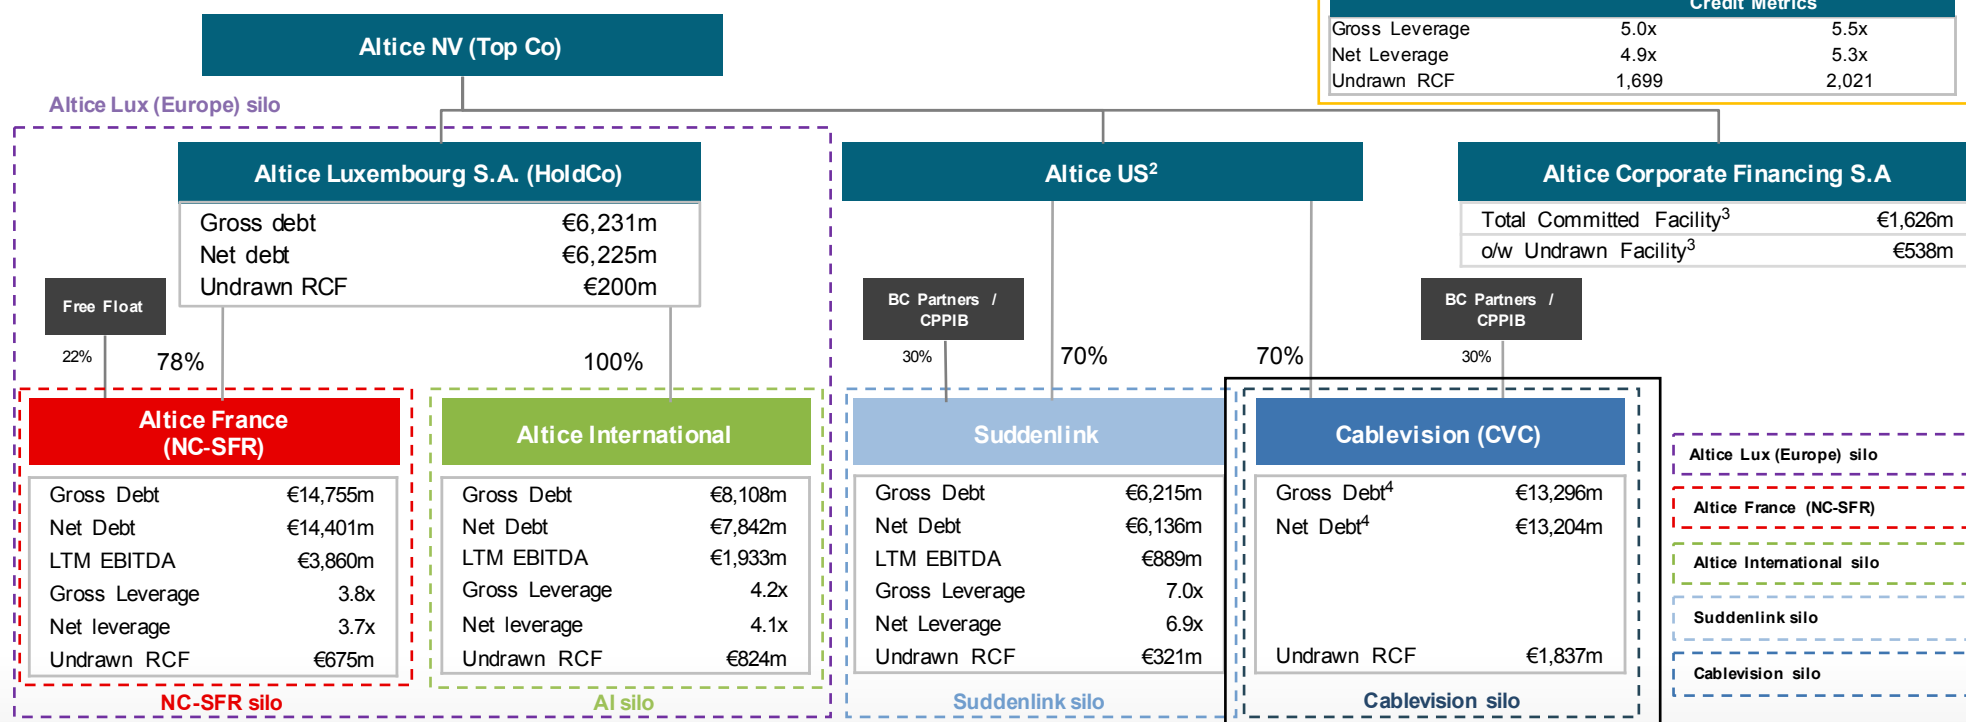 Credit Metrics
Gross Leverage 5.0x 5.5x
Net Leverage 4.9x 5.3x
Undrawn RCF 1,699 2,021
Altice NV (Top Co)
Altice Lux (Europe) silo
Altice Luxembourg S.A. (HoldCo)
Gross debt €6,231m
Net debt €6,225m
Undrawn RCF €200m
Altice US2
Altice Corporate Financing S.A
Total Committed Facility3 €1,626m
o/w Undrawn Facility3 €538m
Free Float
22%
78%
100%
BC Partners /
CPPIB
30%
70%
70%
BC Partners /
CPPIB
30%
Altice France
(NC-SFR)
Gross Debt €14,755m
Net Debt €14,401m
LTM EBITDA €3,860m
Gross Leverage 3.8x
Net leverage 3.7x
Undrawn RCF €675m
NC-SFR silo
Altice International
Gross Debt €8,108m
Net Debt €7,842m
LTM EBITDA €1,933m
Gross Leverage 4.2x
Net leverage 4.1x
Undrawn RCF €824m
AI silo
Suddenlink
Gross Debt €6,215m
Net Debt €6,136m
LTM EBITDA €889m
Gross Leverage 7.0x
Net Leverage 6.9x
Undrawn RCF €321m
Suddenlink silo
Cablevision (CVC)
Gross Debt4 €13,296m
Net Debt4 €13,204m
Undrawn RCF €1,837m
Cablevision silo
Altice Lux (Europe) silo
Altice France (NC-SFR)
Altice International silo
Suddenlink silo
Cablevision silo